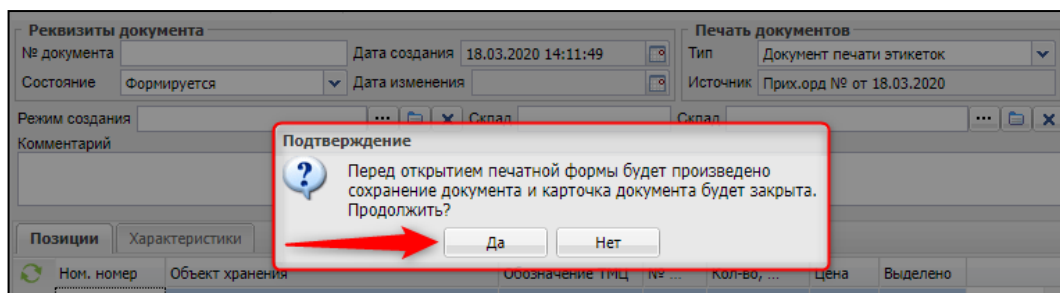 Реквизиты документа
Печать документов
№ документа
Дата создания 18.03.2020 14:11:49
Тип Документ печати этикеток
Состояние Формируется
Дата изменения
Источник Прих.орд № от 18.03.2020
Режим создания
Склад
Склад
Комментарий
Подтверждение
Перед открытием печатной формы будет произведено
сохранение документа и карточка документа будет закрыта.
Продолжить?
Да Нет
Позиции Характеристики
Ном. номер Объект хранения Обозначение ТМЦ № ... Кол-во, ... Цена Выделено